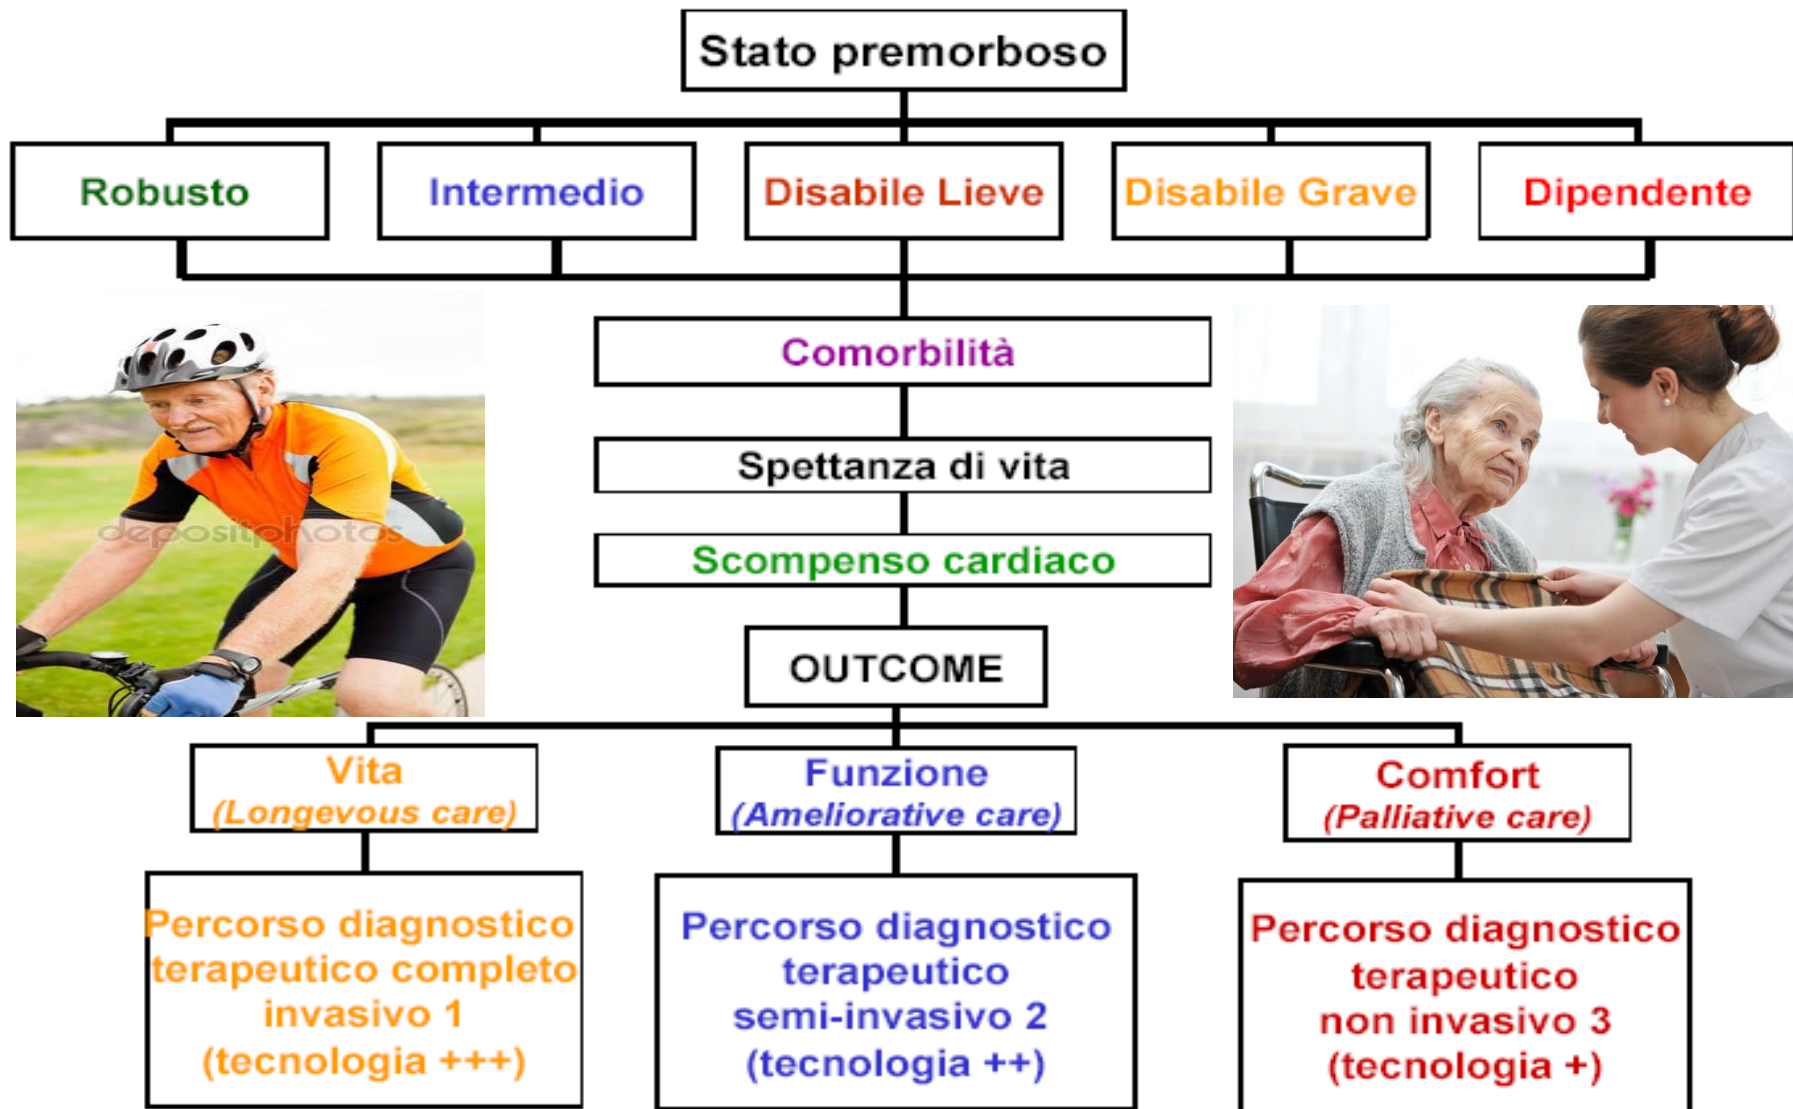 Stato premorboso
Robusto
Intermedio
Disabile Lieve
Disabile Grave
Dipendente
Comorbilità
Spettanza di vita
Scompenso cardiaco
depositphotos
OUTCOME
Vita
(Longevous care)
Funzione
(Ameliorative care)
Comfort
(Palliative care)
Percorso diagnostico
terapeutico completo
invasivo 1
(tecnologia +++)
Percorso diagnostico
terapeutico
semi-invasivo 2
(tecnologia ++)
Percorso diagnostico
terapeutico
non invasivo 3
(tecnologia +)